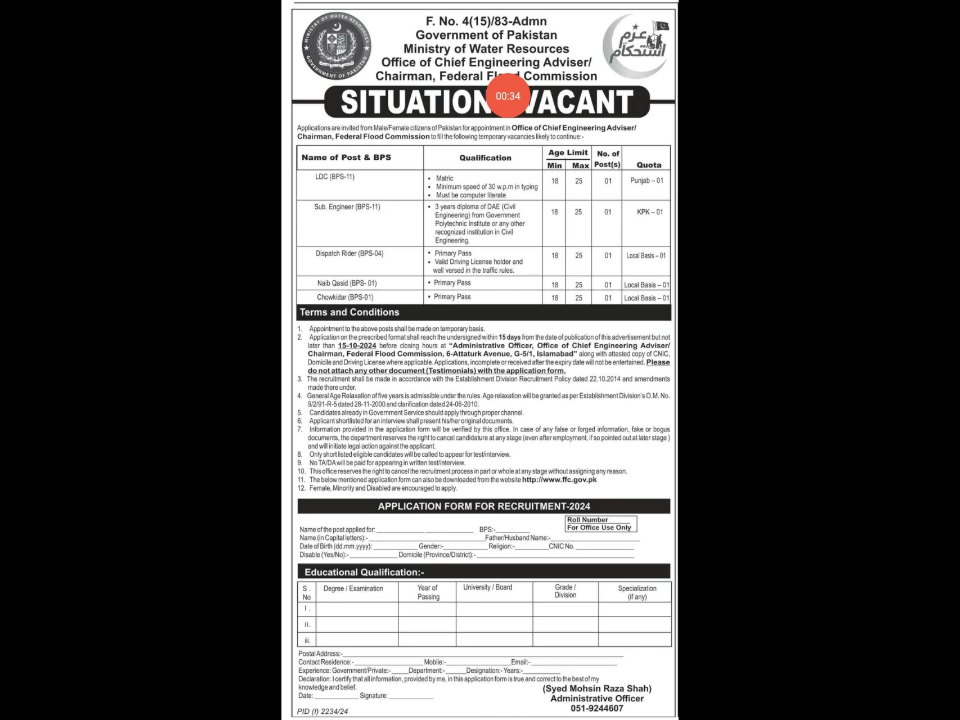 F. No. 4(15)/83-Admn
Government of Pakistan
Ministry of Water Resources
Office of Chief Engineering Adviser/
Chairman, Federal Flood Commission
MINISTRY OF WATER RESOURCES
GOVERNMENT OF PAKISTAN
عزم
استحکام
00:34
SITUATION VACANT
Applications are invited from Male/Female citizens of Pakistan for appointment in Office of Chief Engineering Adviser/
Chairman, Federal Flood Commission to fill the following temporary vacancies likely to continue:-
Name of Post & BPS Qualification Age Limit No. of Post(s) Quota
Min Max
LDC (BPS-11) • Matric 18 25 01 Punjab – 01
• Minimum speed of 30 w.p.m in typing
• Must be computer literate
Sub. Engineer (BPS-11) • 3 years diploma of DAE (Civil 18 25 01 KPK – 01
Engineering) from Government
Polytechnic Institute or any other
recognized institution in Civil
Engineering.
Dispatch Rider (BPS-04) • Primary Pass 18 25 01 Local Basis – 01
• Valid Driving License holder and
well versed in the traffic rules.
Naib Qasid (BPS- 01) • Primary Pass 18 25 01 Local Basis – 01
Chowkidar (BPS-01) • Primary Pass 18 25 01 Local Basis – 01
Terms and Conditions
1. Appointment to the above posts shall be made on temporary basis.
2. Application on the prescribed format shall reach the undersigned within 15 days from the date of publication of this advertisement but not
later than 15-10-2024 before closing hours at "Administrative Officer, Office of Chief Engineering Adviser/
Chairman, Federal Flood Commission, 6-Attaturk Avenue, G-5/1, Islamabad" along with attested copy of CNIC,
Domicile and Driving License where applicable. Applications, incomplete or received after the expiry date will not be entertained. Please
do not attach any other document (Testimonials) with the application form.
3. The recruitment shall be made in accordance with the Establishment Division Recruitment Policy dated 22.10.2014 and amendments
made there under.
4. General Age Relaxation of five years is admissible under the rules. Age relaxation will be granted as per Establishment Division's O.M. No.
9/2/91-R-5 dated 28-11-2000 and clarification dated 24-06-2010.
5. Candidates already in Government Service should apply through proper channel.
6. Applicant shortlisted for an interview shall present his/her original documents.
7. Information provided in the application form will be verified by this office. In case of any false or forged information, fake or bogus
documents, the department reserves the right to cancel candidature at any stage (even after employment, if so pointed out at later stage )
and will initiate legal action against the applicant.
8. Only short listed eligible candidates will be called to appear for test/interview.
9. No TA/DA will be paid for appearing in written test/interview.
10. This office reserves the right to cancel the recruitment process in part or whole at any stage without assigning any reason.
11. The below mentioned application form can also be downloaded from the website http://www.ffc.gov.pk
12. Female, Minority and Disabled are encouraged to apply.
APPLICATION FORM FOR RECRUITMENT-2024
Roll Number
For Office Use Only
Name of the post applied for: BPS:-
Name (in Capital letters):- Father/Husband Name:-
Date of Birth (dd.mm.yyyy): Gender:- Religion:- CNIC No.
Disable (Yes/No):- Domicile (Province/District):-
Educational Qualification:-
S. No Degree / Examination Year of Passing University / Board Grade / Division Specialization (if any)
I .
ii.
iii.
Postal Address:-
Contact Residence:- Mobile:- Email:-
Experience: Government/Private:- Department:- Designation:- Years:-
Declaration: I certify that all information, provided by me, in this application form is true and correct to the best of my
knowledge and belief.
Date: Signature:
(Syed Mohsin Raza Shah)
Administrative Officer
051-9244607
PID (I) 2234/24